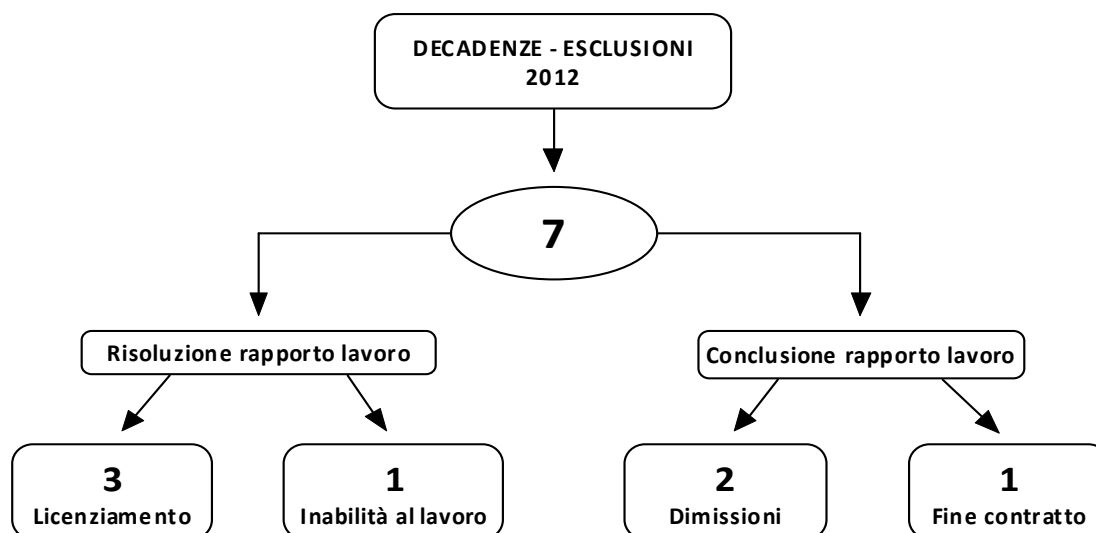 DECADENZE - ESCLUSIONI
2012
7
Risoluzione rapporto lavoro
Conclusione rapporto lavoro
3
Licenziamento
1
Inabilità al lavoro
2
Dimissioni
1
Fine contratto